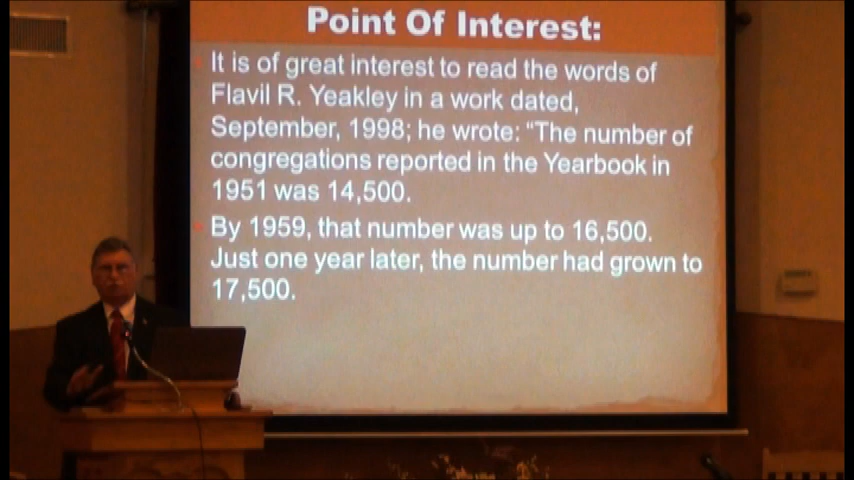 Point Of Interest:
It is of great interest to read the words of
Flavil R. Yeakley in a work dated,
September, 1998; he wrote: “The number of
congregations reported in the Yearbook in
1951 was 14,500.
By 1959, that number was up to 16,500.
Just one year later, the number had grown to
17,500.